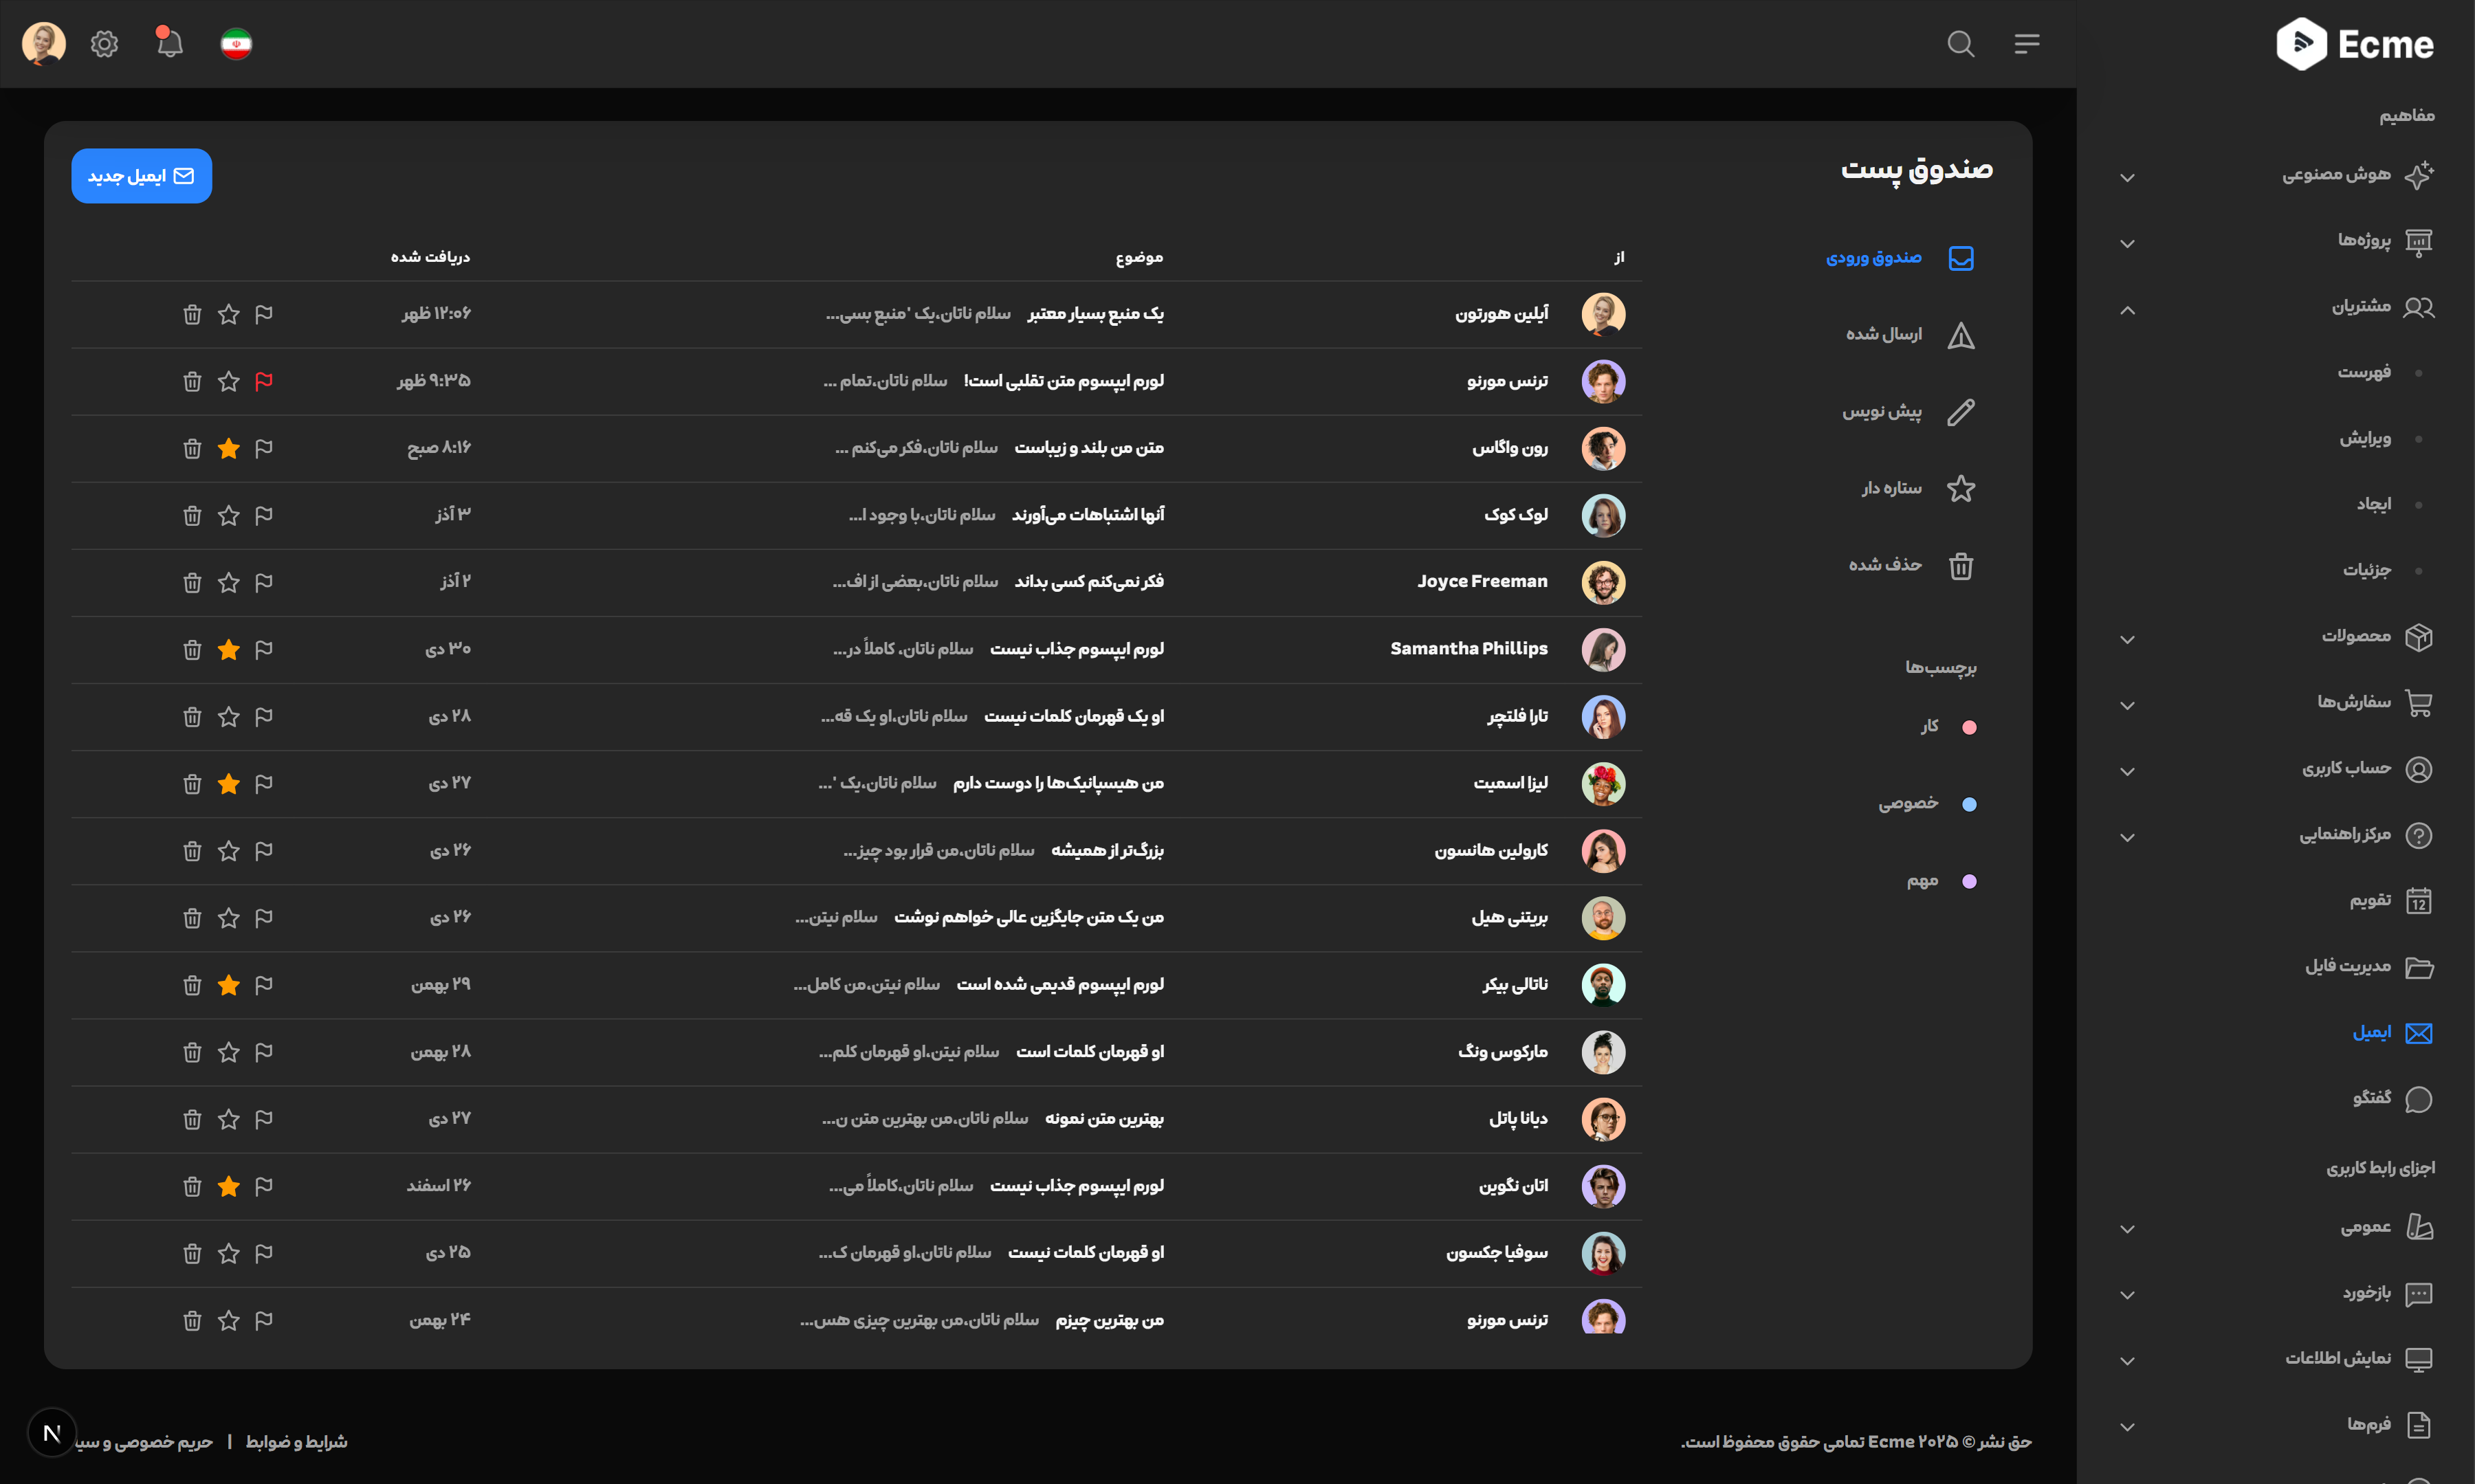 Ecme
مفاهیم
هوش مصنوعی
پروژه‌ها
مشتریان
فهرست
ویرایش
ایجاد
جزئیات
محصولات
سفارش‌ها
حساب کاربری
مرکز راهنمایی
تقویم
12
مدیریت فایل
ایمیل
گفتگو
اجزای رابط کاربری
عمومی
بازخورد
نمایش اطلاعات
فرم‌ها
صندوق پست
ایمیل جدید
صندوق ورودی
ارسال شده
پیش نویس
ستاره دار
حذف شده
برچسب‌ها
کار
خصوصی
مهم
از موضوع دریافت شده
آیلین هورتون یک منبع بسیار معتبر سلام ناتان،یک 'منبع بسی... ۱۲:۰۶ ظهر
ترنس مورنو لورم ایپسوم متن تقلبی است! سلام ناتان،تمام ... ۹:۳۵ ظهر
رون واگاس متن من بلند و زیباست سلام ناتان،فکر می‌کنم ... ۸:۱۶ صبح
لوک کوک آنها اشتباهات می‌آورند سلام ناتان،با وجود ا... ۳ آذر
Joyce Freeman فکر نمی‌کنم کسی بداند سلام ناتان،بعضی از اف... ۲ آذر
Samantha Phillips لورم ایپسوم جذاب نیست سلام ناتان، کاملاً در... ۳۰ دی
تارا فلتچر او یک قهرمان کلمات نیست سلام ناتان،او یک قه... ۲۸ دی
لیزا اسمیت من هیسپانیک‌ها را دوست دارم سلام ناتان،یک '... ۲۷ دی
کارولین هانسون بزرگ‌تر از همیشه سلام ناتان،من قرار بود چیز... ۲۶ دی
بریتنی هیل من یک متن جایگزین عالی خواهم نوشت سلام نیتن... ۲۶ دی
ناتالی بیکر لورم ایپسوم قدیمی شده است سلام نیتن،من کامل... ۲۹ بهمن
مارکوس ونگ او قهرمان کلمات است سلام نیتن،او قهرمان کلم... ۲۸ بهمن
دیانا پاتل بهترین متن نمونه سلام ناتان،من بهترین متن ن... ۲۷ دی
اتان نگوین لورم ایپسوم جذاب نیست سلام ناتان،کاملاً می... ۲۶ اسفند
سوفیا جکسون او قهرمان کلمات نیست سلام ناتان،او قهرمان ک... ۲۵ دی
ترنس مورنو من بهترین چیزم سلام ناتان،من بهترین چیزی هس... ۲۴ بهمن
حق نشر © ۲۰۲۵ Ecme تمامی حقوق محفوظ است.
شرایط و ضوابط | حریم خصوصی و سیا
N